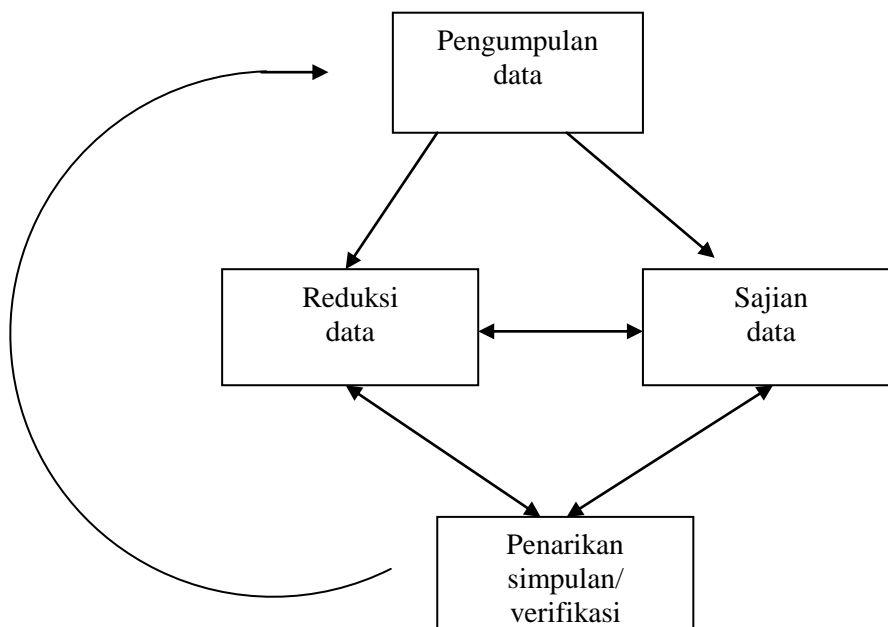 Pengumpulan
data
Reduksi
data
Sajian
data
Penarikan
simpulan/
verifikasi